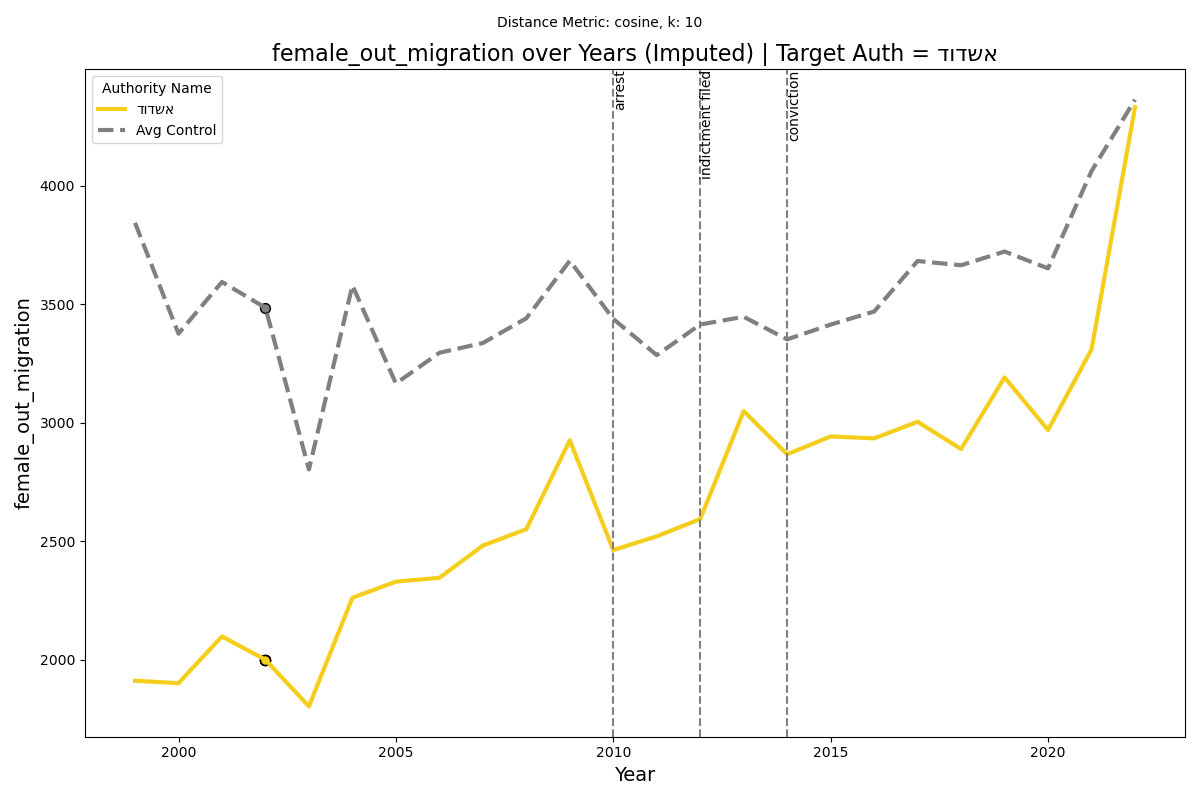 Distance Metric: cosine, k: 10
female_out_migration over Years (Imputed) | Target Auth = אשדוד
Authority Name
אשדוד
Avg Control
arrest
indictment filed
conviction
female_out_migration
4000
3500
3000
2500
2000
2000
2005
2010
2015
2020
Year